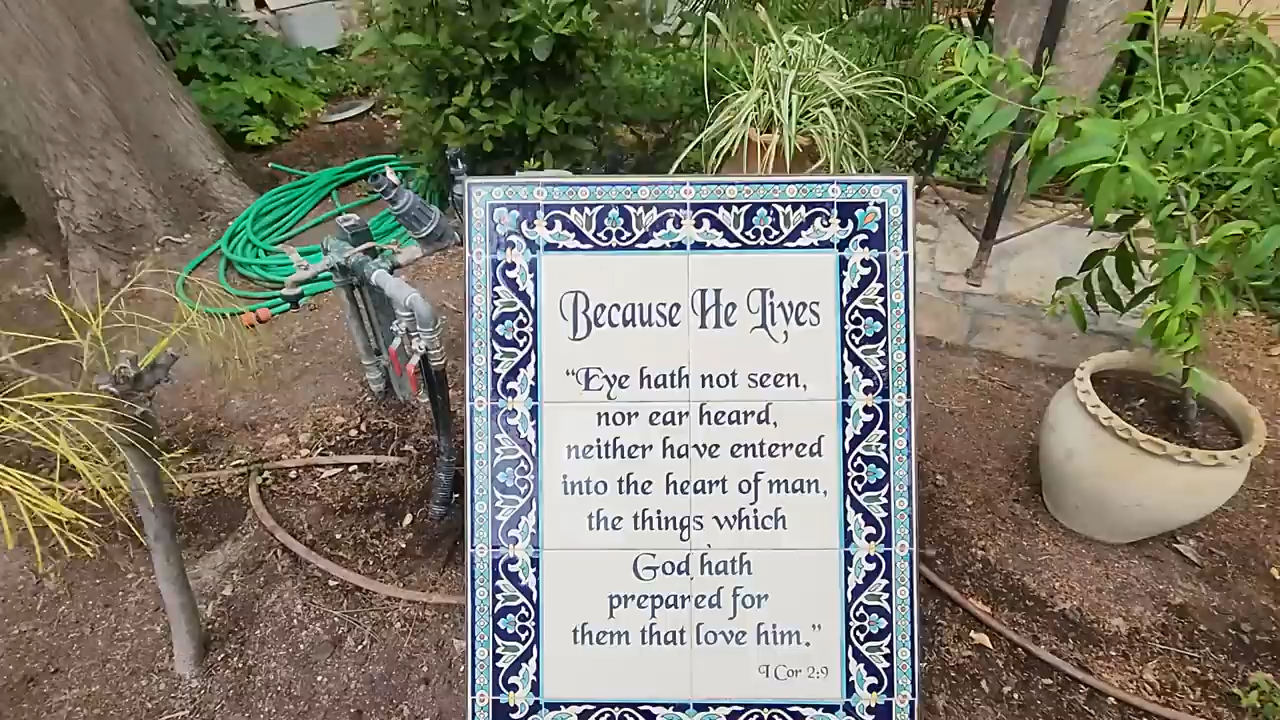 Because He Lives
“Eye hath not seen,
nor ear heard,
neither have entered
into the heart of man,
the things which
God hath
prepared for
them that love him.”
I Cor 2:9